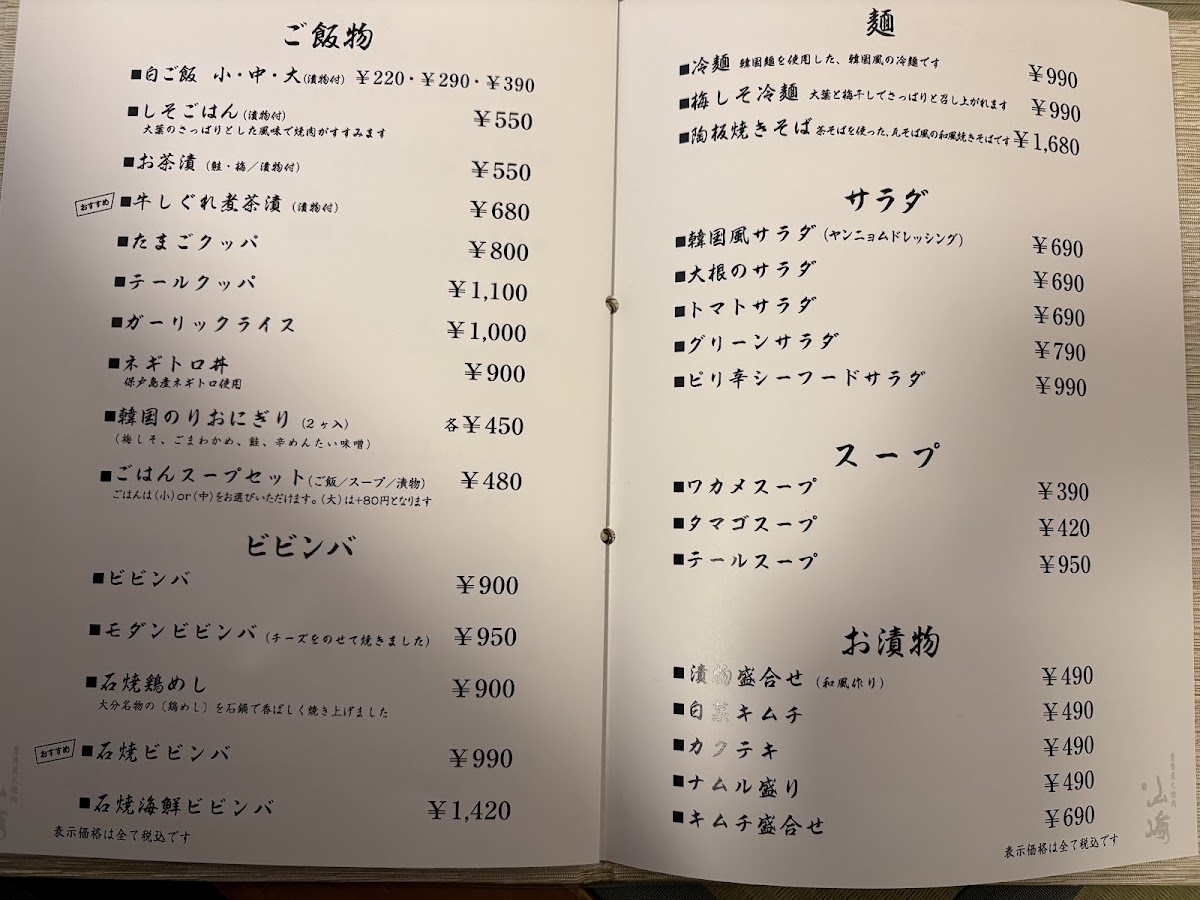 ご飯物
■白ご飯 小・中・大(漬物付) ¥220・¥290・¥390
■しそごはん(漬物付) ¥550
大葉のさっぱりとした風味で焼肉がすすみます
■お茶漬(鮭・梅/漬物付) ¥550
おすすめ ■牛しぐれ煮茶漬(漬物付) ¥680
■たまごクッパ ¥800
■テールクッパ ¥1,100
■ガーリックライス ¥1,000
■ネギトロ丼 ¥900
保戸島産ネギトロ使用
■韓国のりおにぎり(2ヶ入) 各¥450
(梅しそ、ごまわかめ、鮭、辛めんたい味噌)
■ごはんスープセット(ご飯/スープ/漬物) ¥480
ごはんは(小)or(中)をお選びいただけます。(大)は+80円となります
ビビンバ
■ビビンバ ¥900
■モダンビビンバ(チーズをのせて焼きました) ¥950
■石焼鶏めし ¥900
大分名物の〔鶏めし〕を石鍋で香ばしく焼き上げました
おすすめ ■石焼ビビンバ ¥990
■石焼海鮮ビビンバ ¥1,420
表示価格は全て税込です
麺
■冷麺 韓国麺を使用した、韓国風の冷麺です ¥990
■梅しそ冷麺 大葉と梅干しでさっぱりと召し上がれます ¥990
■陶板焼きそば 茶そばを使った、瓦そば風の和風焼きそばです ¥1,680
サラダ
■韓国風サラダ(ヤンニョムドレッシング) ¥690
■大根のサラダ ¥690
■トマトサラダ ¥690
■グリーンサラダ ¥790
■ピリ辛シーフードサラダ ¥990
スープ
■ワカメスープ ¥390
■タマゴスープ ¥420
■テールスープ ¥950
お漬物
■漬物盛合せ(和風作り) ¥490
■白菜キムチ ¥490
■カクテキ ¥490
■ナムル盛り ¥490
■キムチ盛合せ ¥690
表示価格は全て税込です
山海